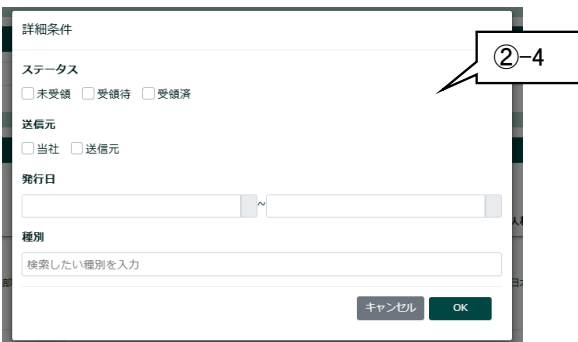 詳細条件
②-4
ステータス
未受領 受領待 受領済
送信元
当社 送信元
発行日
~
種別
検索したい種別を入力
キャンセル OK